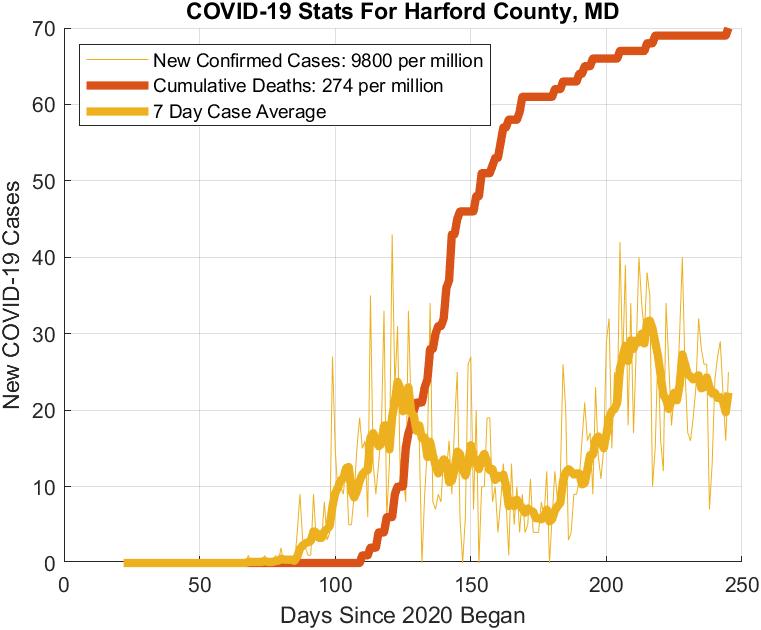 COVID-19 Stats For Harford County, MD
New Confirmed Cases: 9800 per million
Cumulative Deaths: 274 per million
7 Day Case Average
New COVID-19 Cases
70
60
50
40
30
20
10
0
0 50 100 150 200 250
Days Since 2020 Began